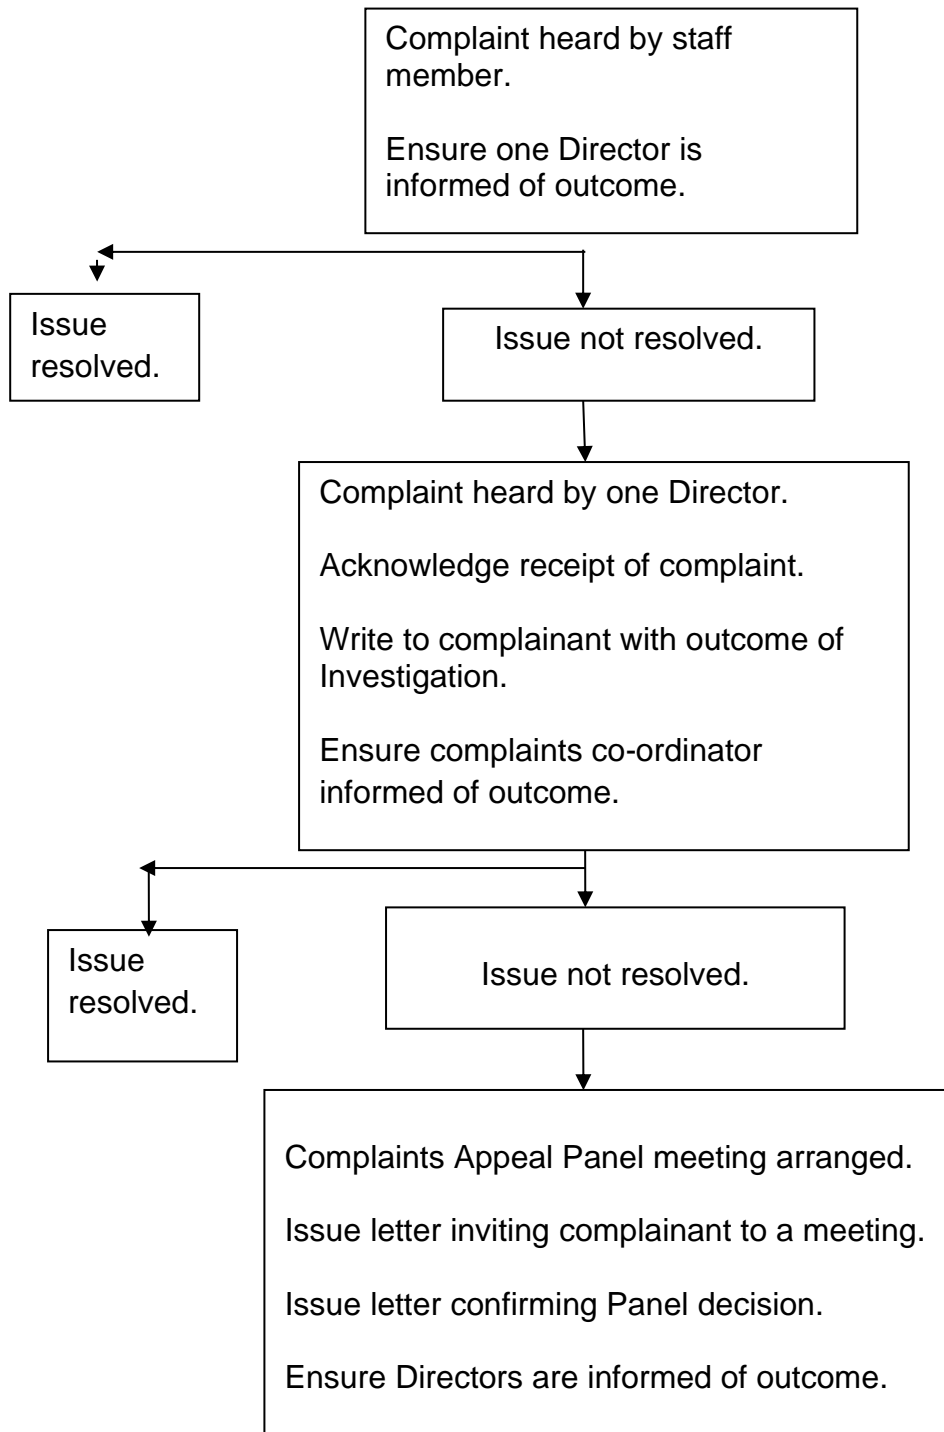 Complaint heard by staff
member.
Ensure one Director is
informed of outcome.
Issue
resolved.
Issue not resolved.
Complaint heard by one Director.
Acknowledge receipt of complaint.
Write to complainant with outcome of
Investigation.
Ensure complaints co-ordinator
informed of outcome.
Issue
resolved.
Issue not resolved.
Complaints Appeal Panel meeting arranged.
Issue letter inviting complainant to a meeting.
Issue letter confirming Panel decision.
Ensure Directors are informed of outcome.